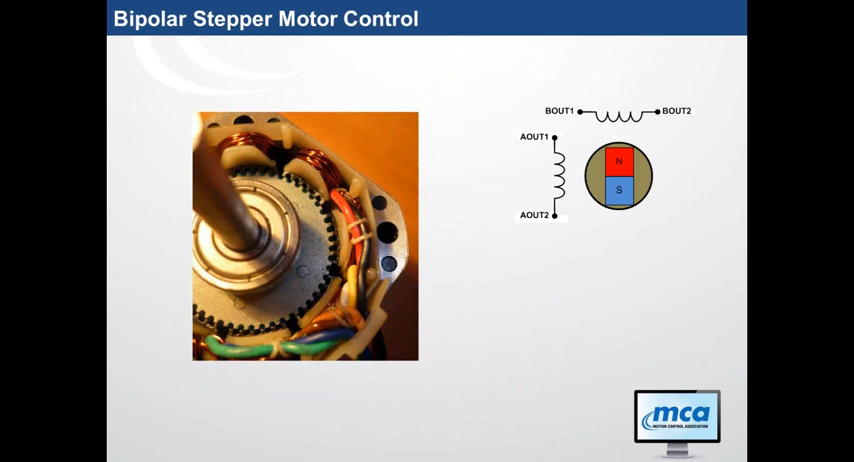 Bipolar Stepper Motor Control
BOUT1 BOUT2
AOUT1
N
S
AOUT2
mca
MOTION CONTROL ASSOCIATION